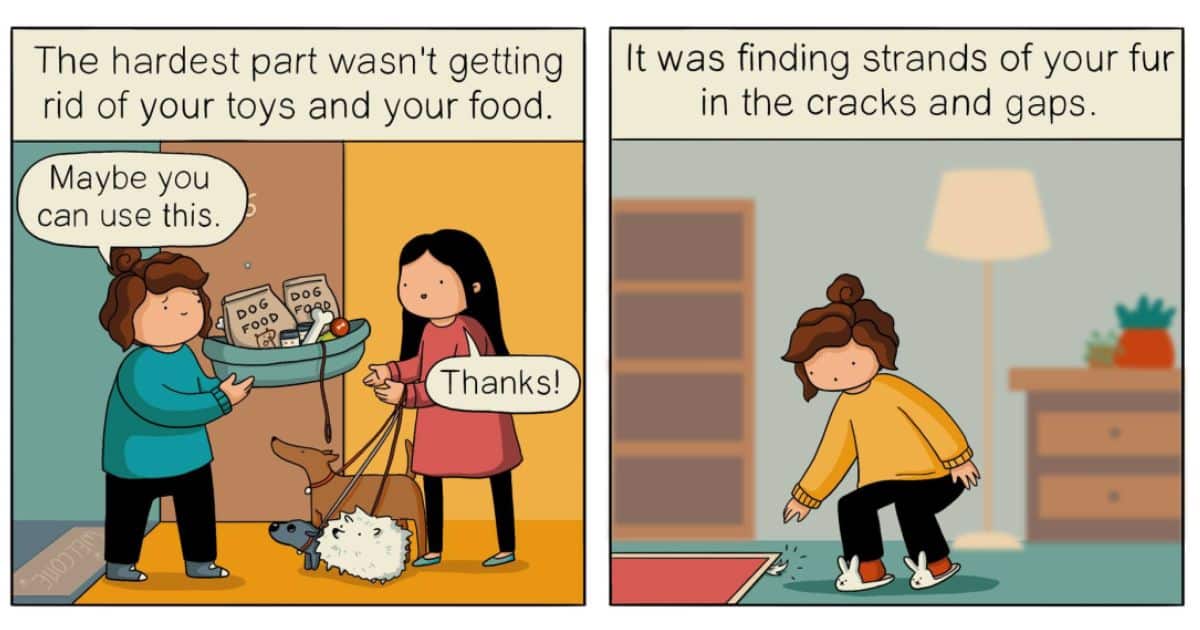 The hardest part wasn't getting
rid of your toys and your food.
Maybe you
can use this.
DOG
FOOD
DOG
FOOD
Thanks!
WELCOME
It was finding strands of your fur
in the cracks and gaps.